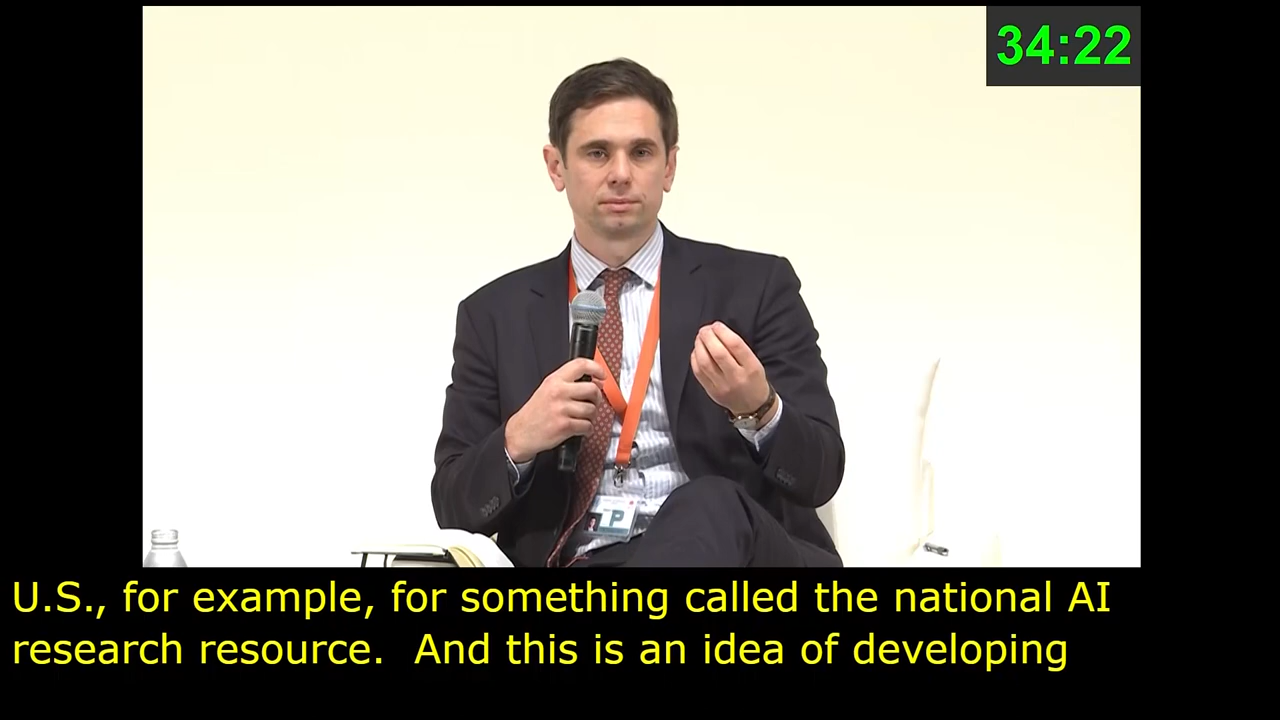 34:22
TP
U.S., for example, for something called the national AI
research resource.  And this is an idea of developing